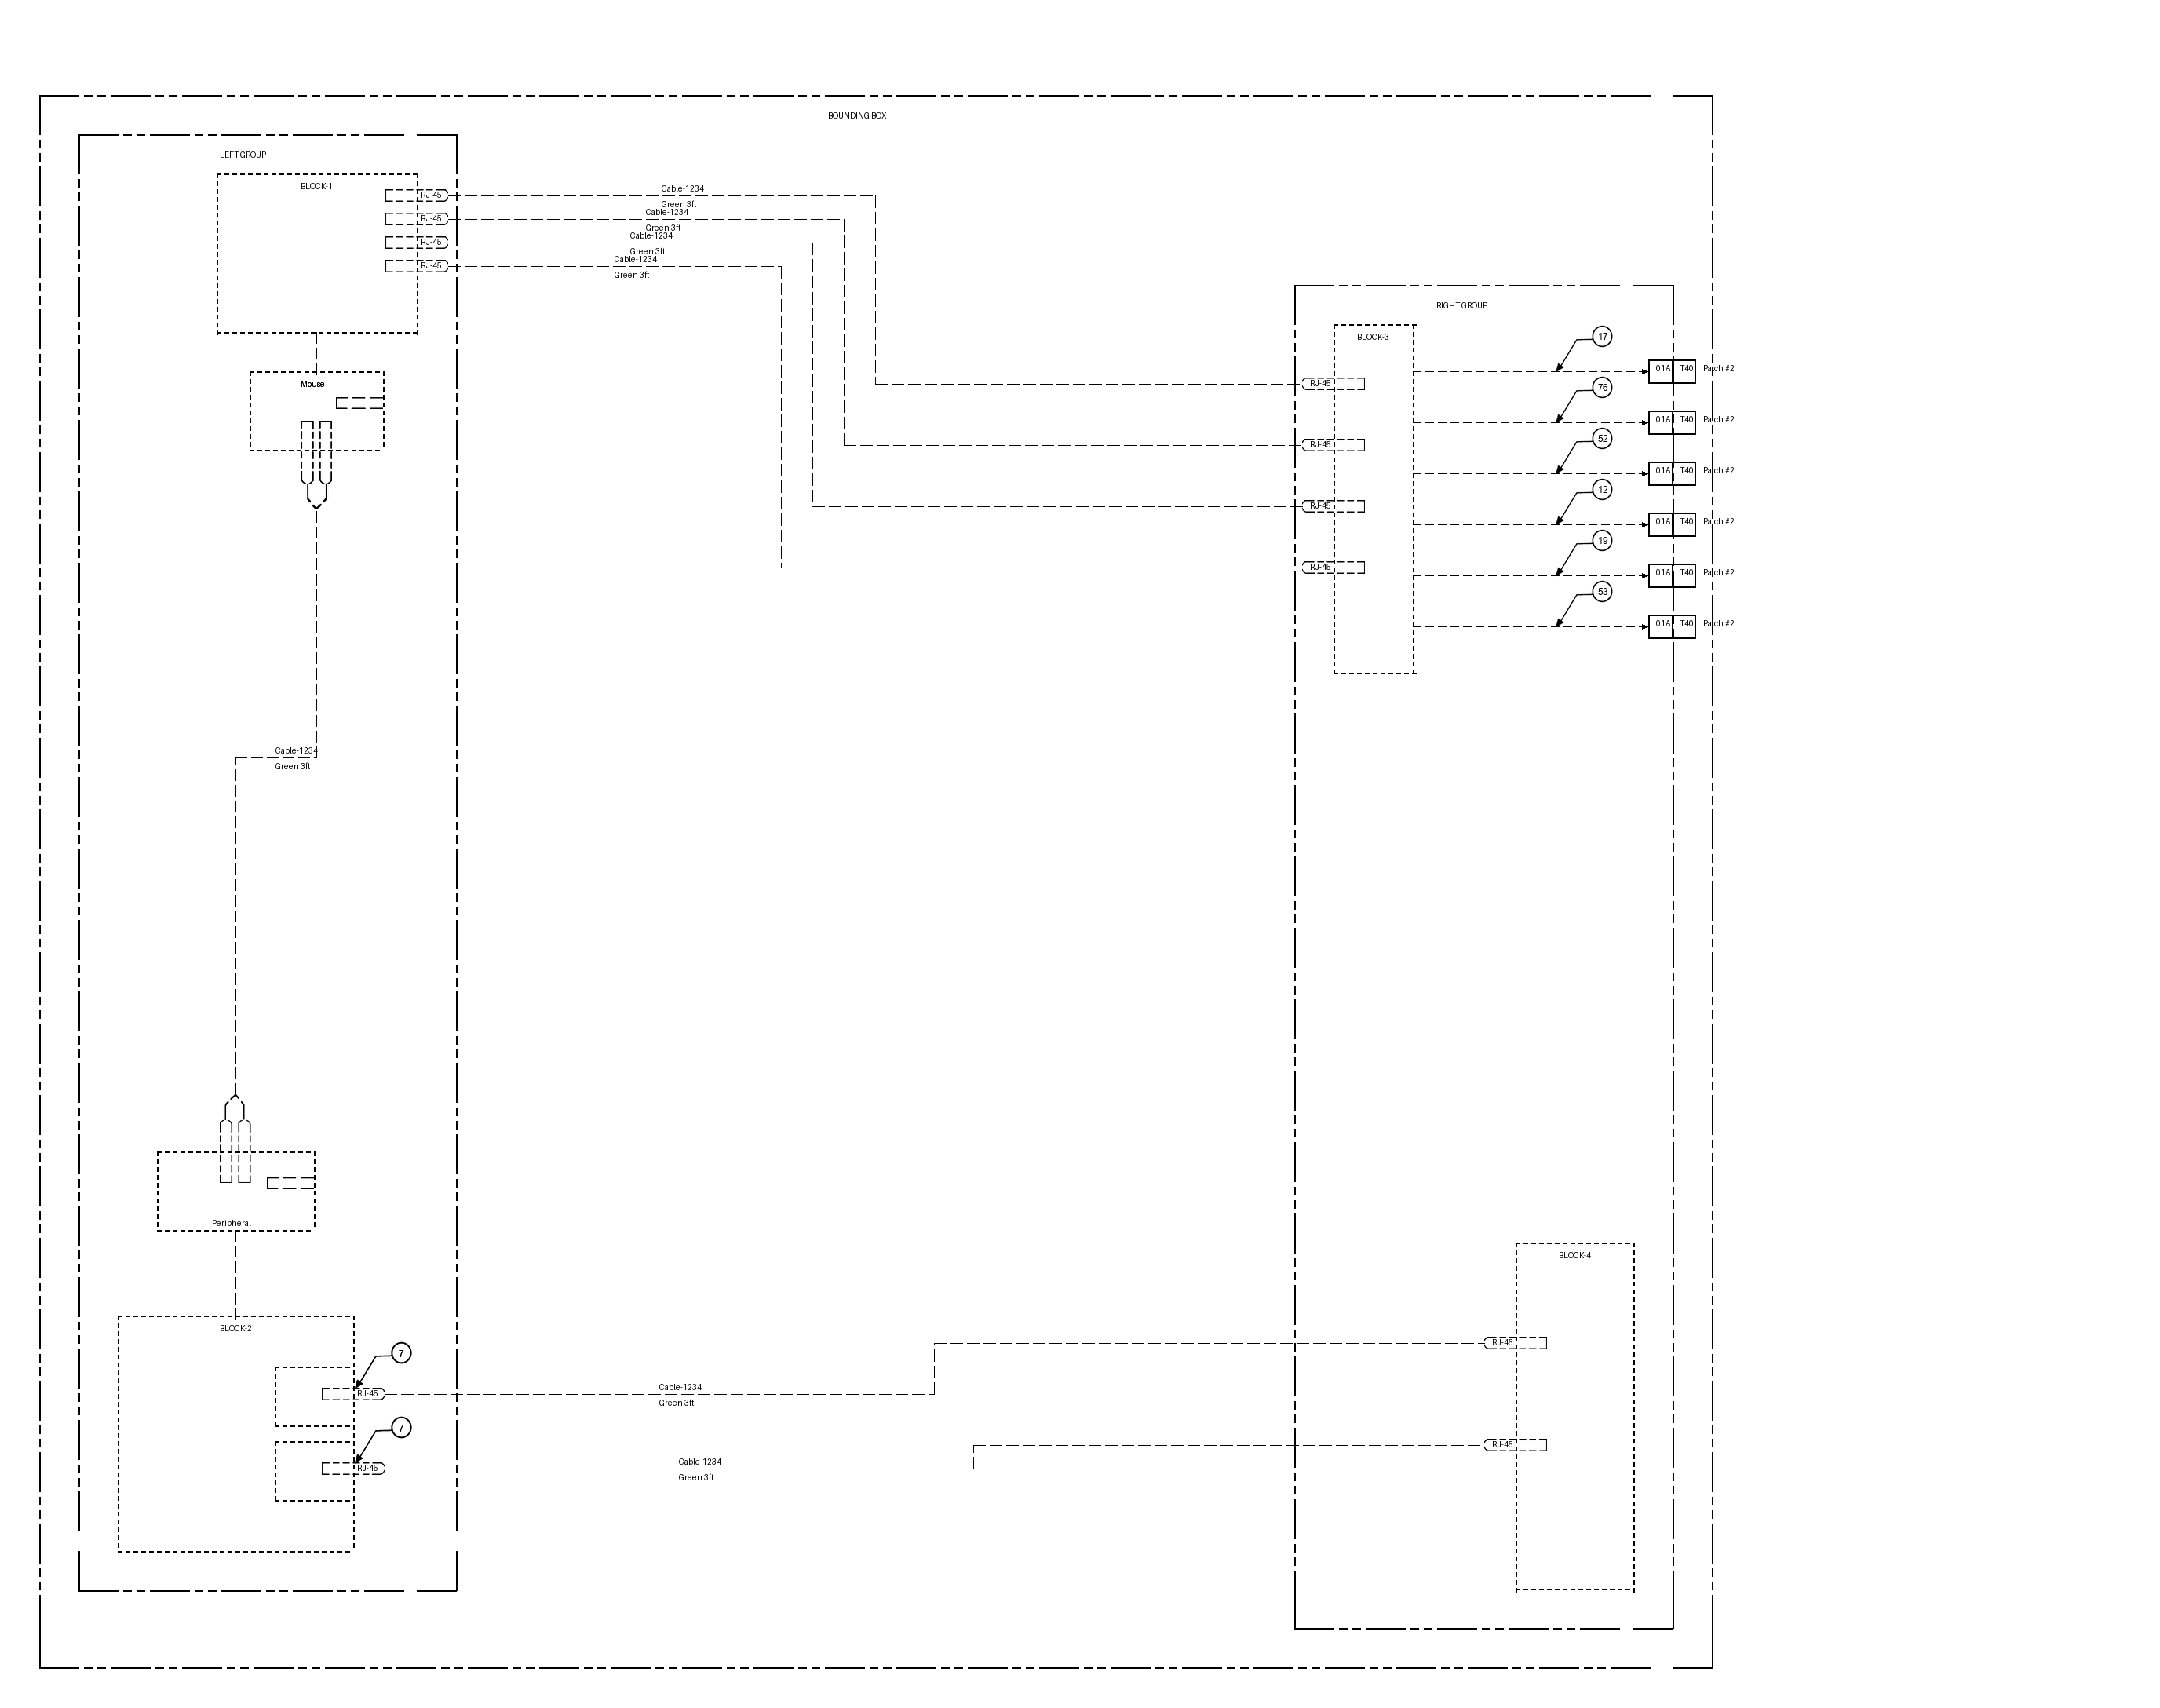 BOUNDING BOX
LEFT GROUP
BLOCK-1
RJ-45
Cable-1234
Green 3ft
RJ-45
Cable-1234
Green 3ft
RJ-45
Cable-1234
Green 3ft
RJ-45
Cable-1234
Green 3ft
Mouse
RIGHT GROUP
BLOCK-3
RJ-45
RJ-45
RJ-45
RJ-45
17
01A T40 Patch #2
76
01A T40 Patch #2
52
01A T40 Patch #2
12
01A T40 Patch #2
19
01A T40 Patch #2
53
01A T40 Patch #2
Cable-1234
Green 3ft
Peripheral
BLOCK-2
7
RJ-45
Cable-1234
Green 3ft
7
RJ-45
Cable-1234
Green 3ft
BLOCK-4
RJ-45
RJ-45